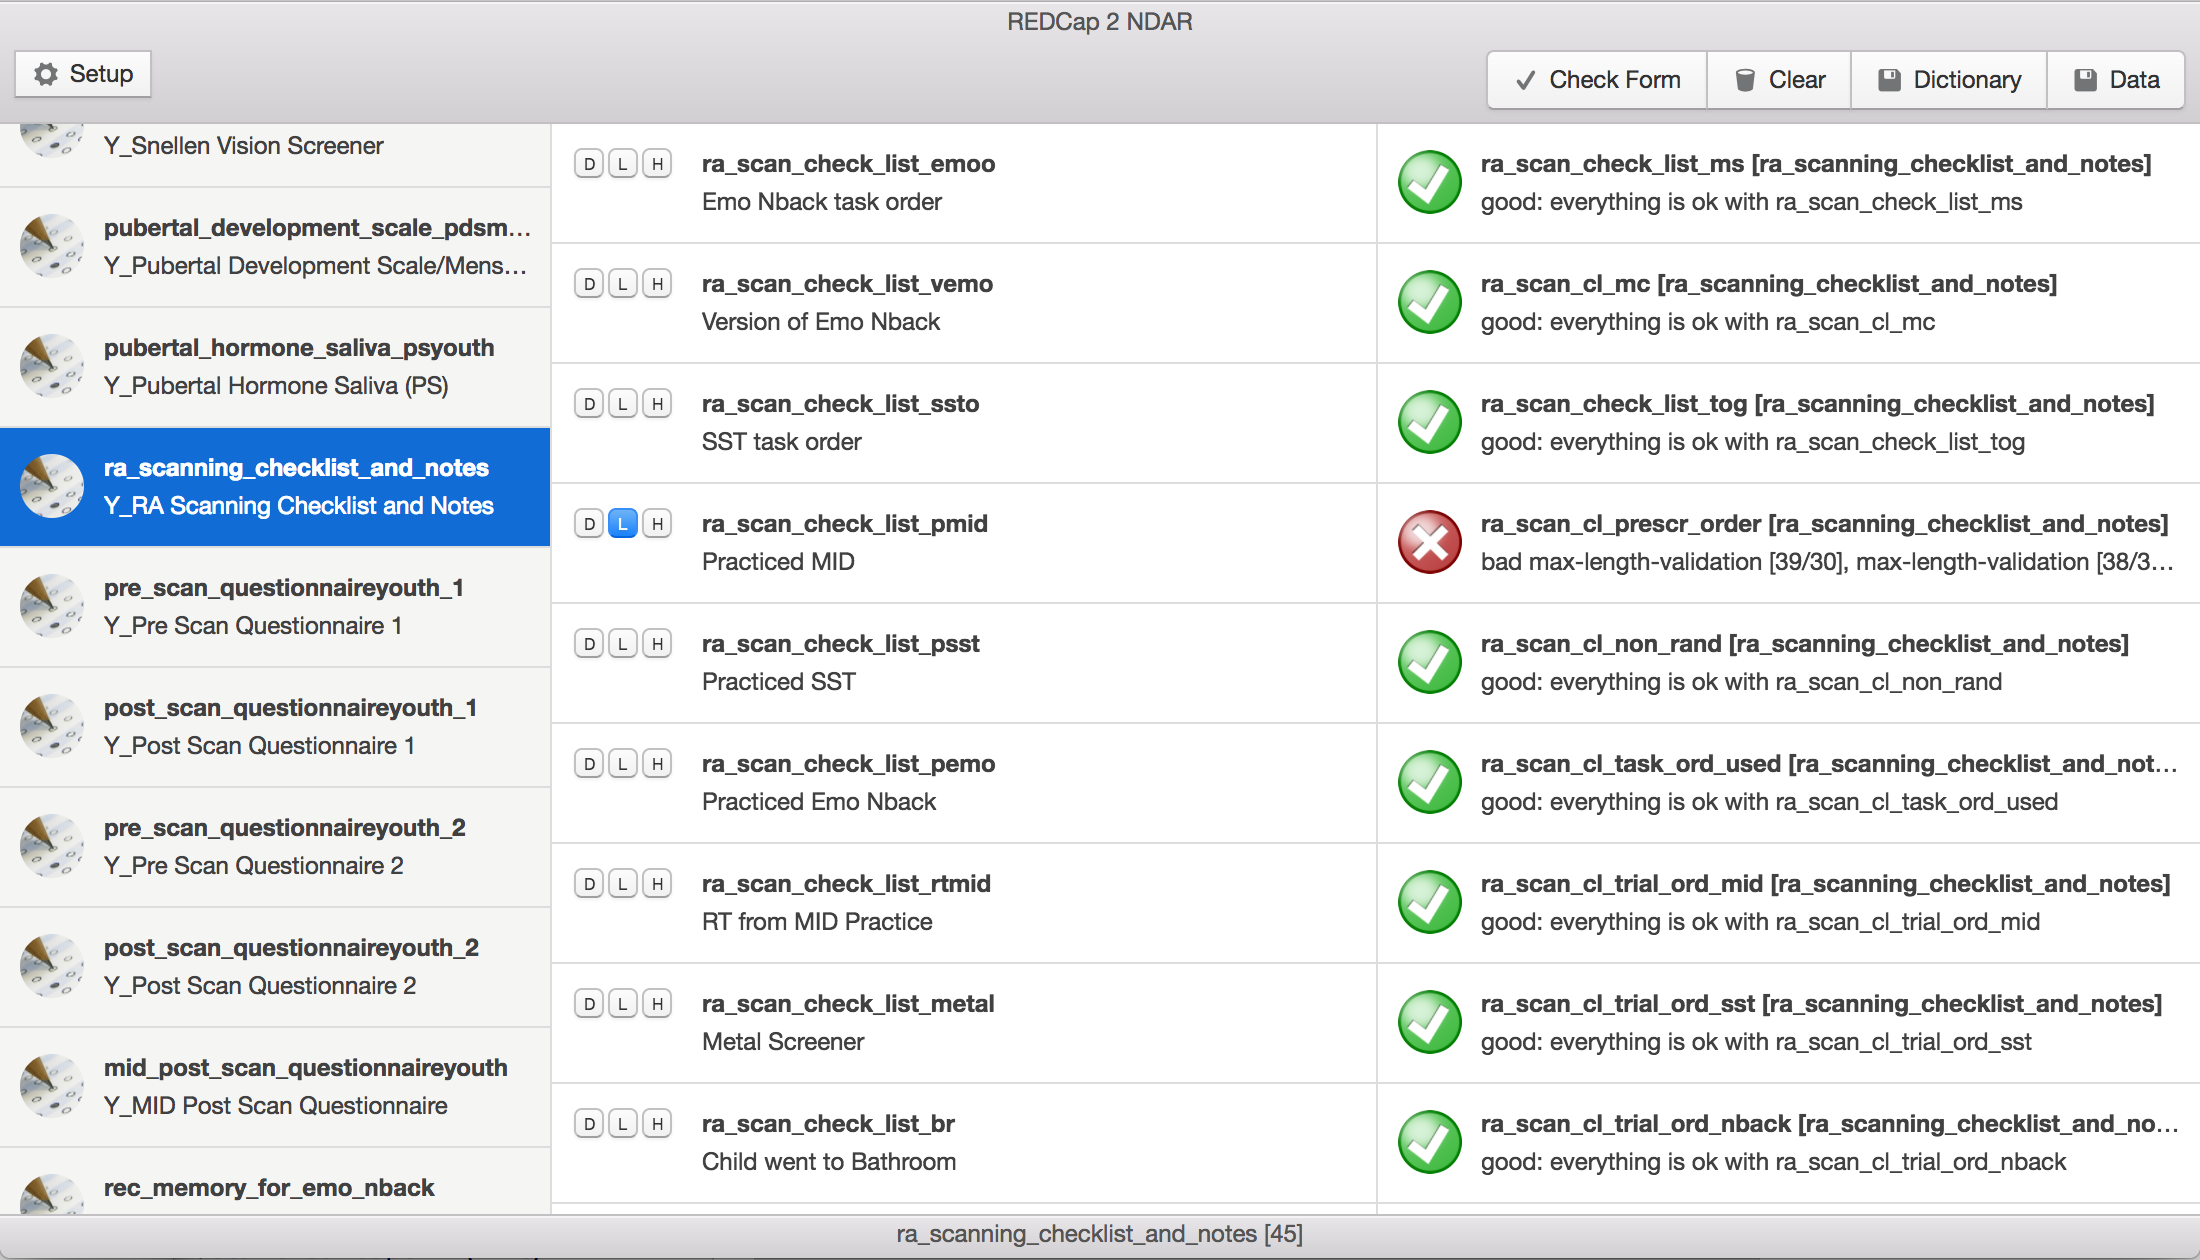 REDCap 2 NDAR
Setup
Check Form
Clear
Dictionary
Data
Y_Snellen Vision Screener
pubertal_development_scale_pdsm...
Y_Pubertal Development Scale/Mens...
pubertal_hormone_saliva_psyouth
Y_Pubertal Hormone Saliva (PS)
ra_scanning_checklist_and_notes
Y_RA Scanning Checklist and Notes
pre_scan_questionnaireyouth_1
Y_Pre Scan Questionnaire 1
post_scan_questionnaireyouth_1
Y_Post Scan Questionnaire 1
pre_scan_questionnaireyouth_2
Y_Pre Scan Questionnaire 2
post_scan_questionnaireyouth_2
Y_Post Scan Questionnaire 2
mid_post_scan_questionnaireyouth
Y_MID Post Scan Questionnaire
rec_memory_for_emo_nback
D L H ra_scan_check_list_emoo
Emo Nback task order
D L H ra_scan_check_list_vemo
Version of Emo Nback
D L H ra_scan_check_list_ssto
SST task order
D L H ra_scan_check_list_pmid
Practiced MID
D L H ra_scan_check_list_psst
Practiced SST
D L H ra_scan_check_list_pemo
Practiced Emo Nback
D L H ra_scan_check_list_rtmid
RT from MID Practice
D L H ra_scan_check_list_metal
Metal Screener
D L H ra_scan_check_list_br
Child went to Bathroom
ra_scan_check_list_ms [ra_scanning_checklist_and_notes]
good: everything is ok with ra_scan_check_list_ms
ra_scan_cl_mc [ra_scanning_checklist_and_notes]
good: everything is ok with ra_scan_cl_mc
ra_scan_check_list_tog [ra_scanning_checklist_and_notes]
good: everything is ok with ra_scan_check_list_tog
ra_scan_cl_prescr_order [ra_scanning_checklist_and_notes]
bad max-length-validation [39/30], max-length-validation [38/3...
ra_scan_cl_non_rand [ra_scanning_checklist_and_notes]
good: everything is ok with ra_scan_cl_non_rand
ra_scan_cl_task_ord_used [ra_scanning_checklist_and_not...
good: everything is ok with ra_scan_cl_task_ord_used
ra_scan_cl_trial_ord_mid [ra_scanning_checklist_and_notes]
good: everything is ok with ra_scan_cl_trial_ord_mid
ra_scan_cl_trial_ord_sst [ra_scanning_checklist_and_notes]
good: everything is ok with ra_scan_cl_trial_ord_sst
ra_scan_cl_trial_ord_nback [ra_scanning_checklist_and_no...
good: everything is ok with ra_scan_cl_trial_ord_nback
ra_scanning_checklist_and_notes [45]